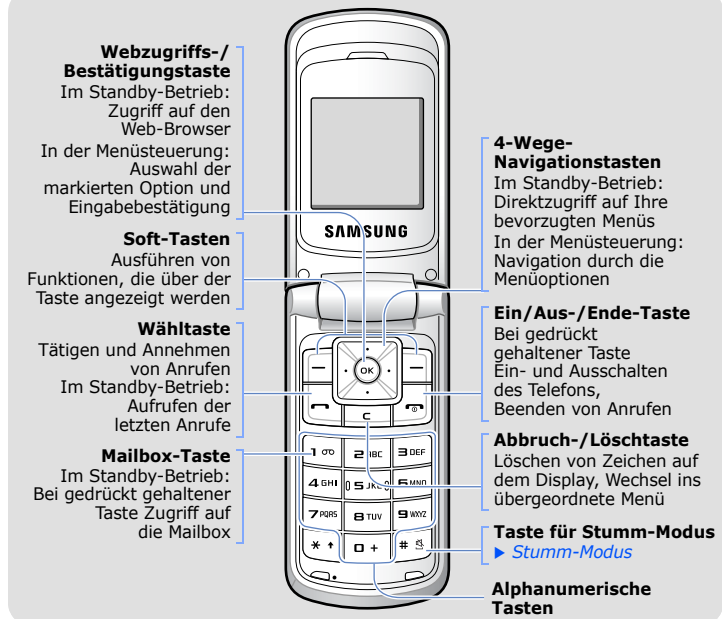 Webzugriffs-/
Bestätigungstaste
Im Standby-Betrieb:
Zugriff auf den
Web-Browser
In der Menüsteuerung:
Auswahl der
markierten Option und
Eingabebestätigung
Soft-Tasten
Ausführen von
Funktionen, die über der
Taste angezeigt werden
Wähltaste
Tätigen und Annehmen
von Anrufen
Im Standby-Betrieb:
Aufrufen der
letzten Anrufe
Mailbox-Taste
Im Standby-Betrieb:
Bei gedrückt gehaltener
Taste Zugriff auf
die Mailbox
SAMSUNG
OK
C
1
2 ABC
3 DEF
4 GHI
5 JKL
6 MNO
7 PQRS
8 TUV
9 WXYZ
*
0 +
#
4-Wege-
Navigationstasten
Im Standby-Betrieb:
Direktzugriff auf Ihre
bevorzugten Menüs
In der Menüsteuerung:
Navigation durch die
Menüoptionen
Ein/Aus-/Ende-Taste
Bei gedrückt
gehaltener Taste
Ein- und Ausschalten
des Telefons,
Beenden von Anrufen
Abbruch-/Löschtaste
Löschen von Zeichen auf
dem Display, Wechsel ins
übergeordnete Menü
Taste für Stumm-Modus
▶ Stumm-Modus
Alphanumerische
Tasten